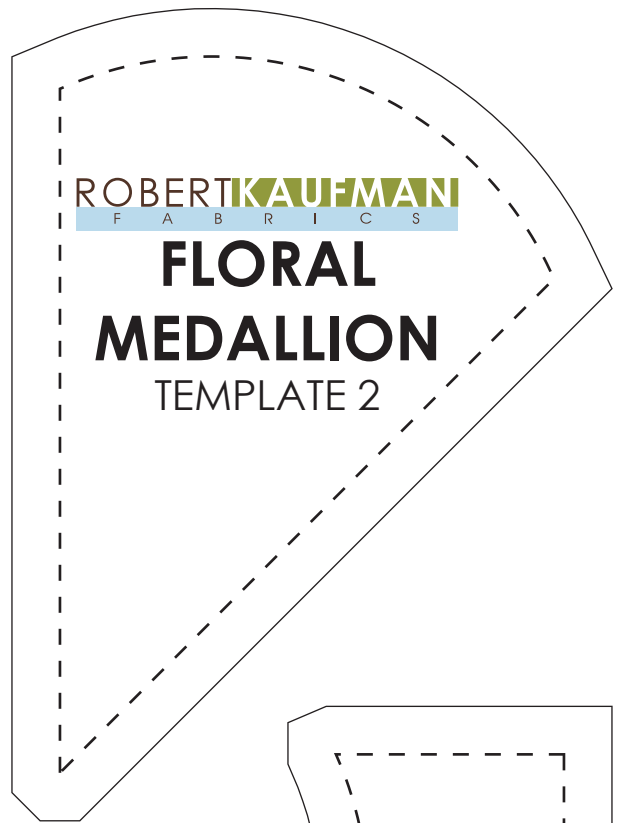 ROBERTKAUFMAN
FABRICS
FLORAL
MEDALLION
TEMPLATE 2